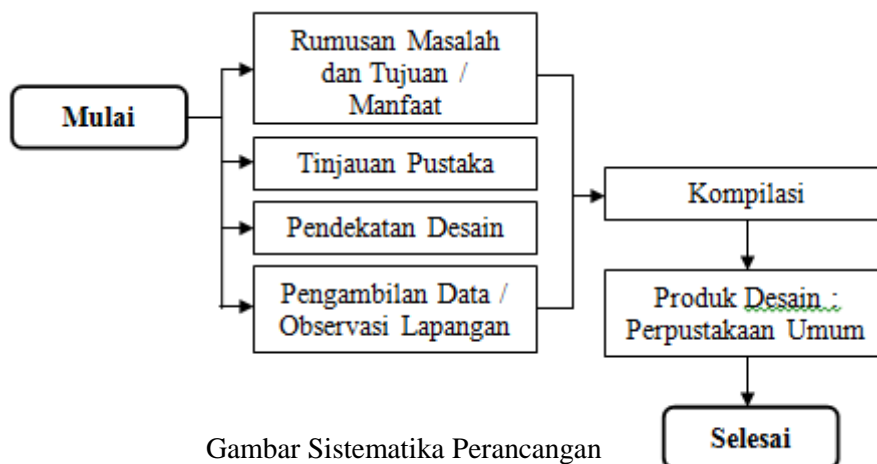 Mulai
Rumusan Masalah
dan Tujuan /
Manfaat
Tinjauan Pustaka
Pendekatan Desain
Pengambilan Data /
Observasi Lapangan
Kompilasi
Produk Desain :
Perpustakaan Umum
Selesai
Gambar Sistematika Perancangan